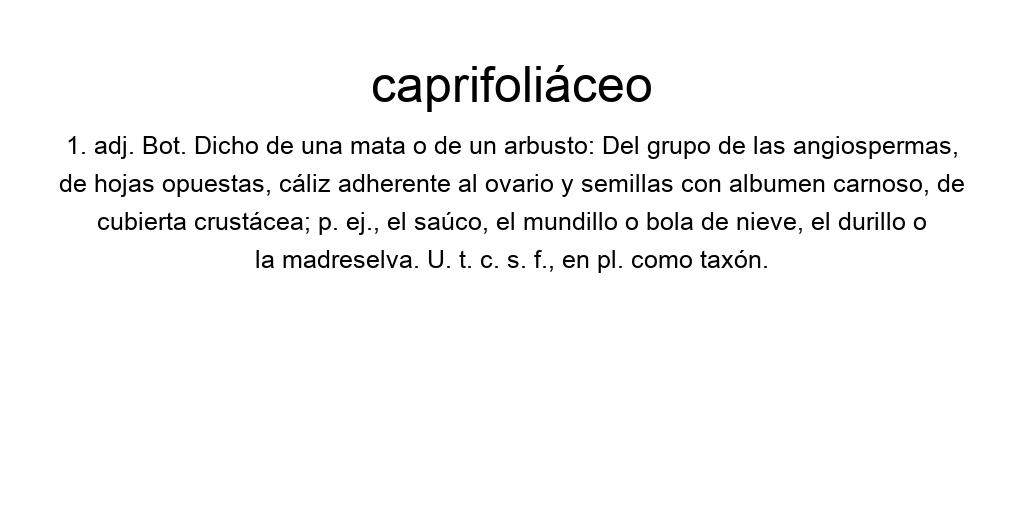 caprifoliáceo
1. adj. Bot. Dicho de una mata o de un arbusto: Del grupo de las angiospermas,
de hojas opuestas, cáliz adherente al ovario y semillas con albumen carnoso, de
cubierta crustácea; p. ej., el saúco, el mundillo o bola de nieve, el durillo o
la madreselva. U. t. c. s. f., en pl. como taxón.